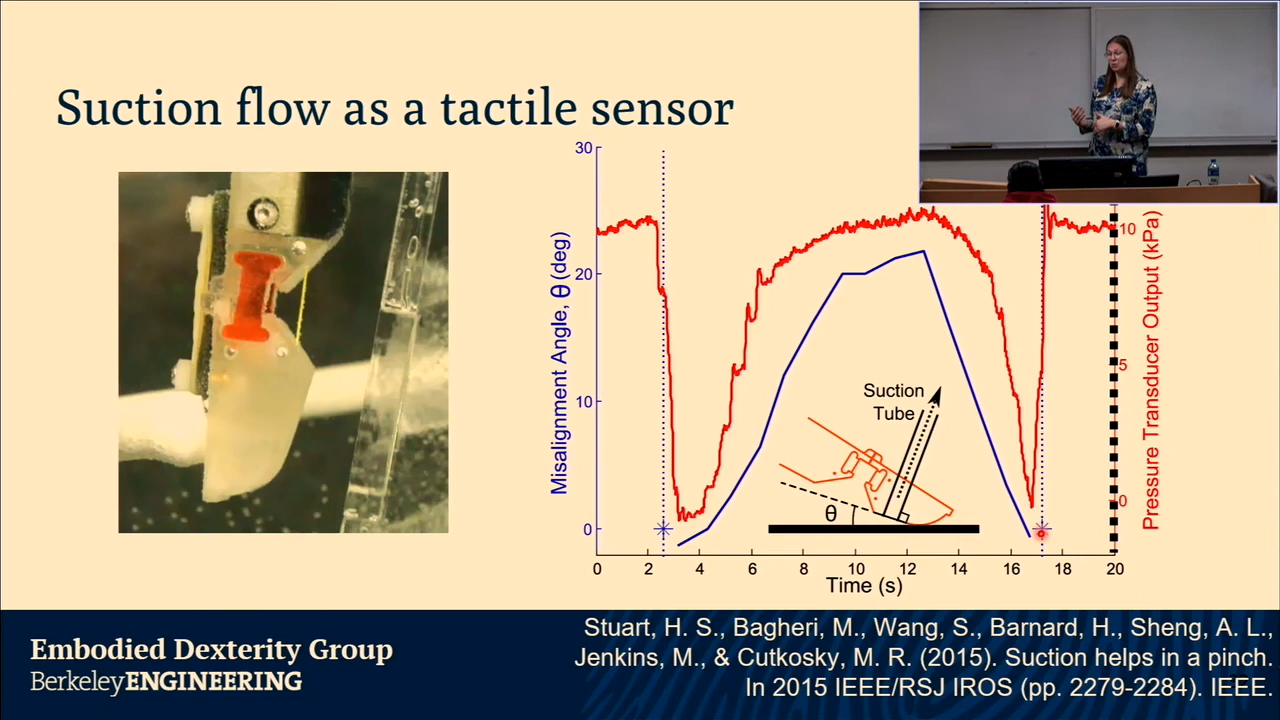 Suction flow as a tactile sensor
30
20
10
0
Misalignment Angle, θ (deg)
10
5
0
Pressure Transducer Output (kPa)
Suction
Tube
θ
0 2 4 6 8 10 12 14 16 18 20
Time (s)
Embodied Dexterity Group
BerkeleyENGINEERING
Stuart, H. S., Bagheri, M., Wang, S., Barnard, H., Sheng, A. L.,
Jenkins, M., & Cutkosky, M. R. (2015). Suction helps in a pinch.
In 2015 IEEE/RSJ IROS (pp. 2279-2284). IEEE.